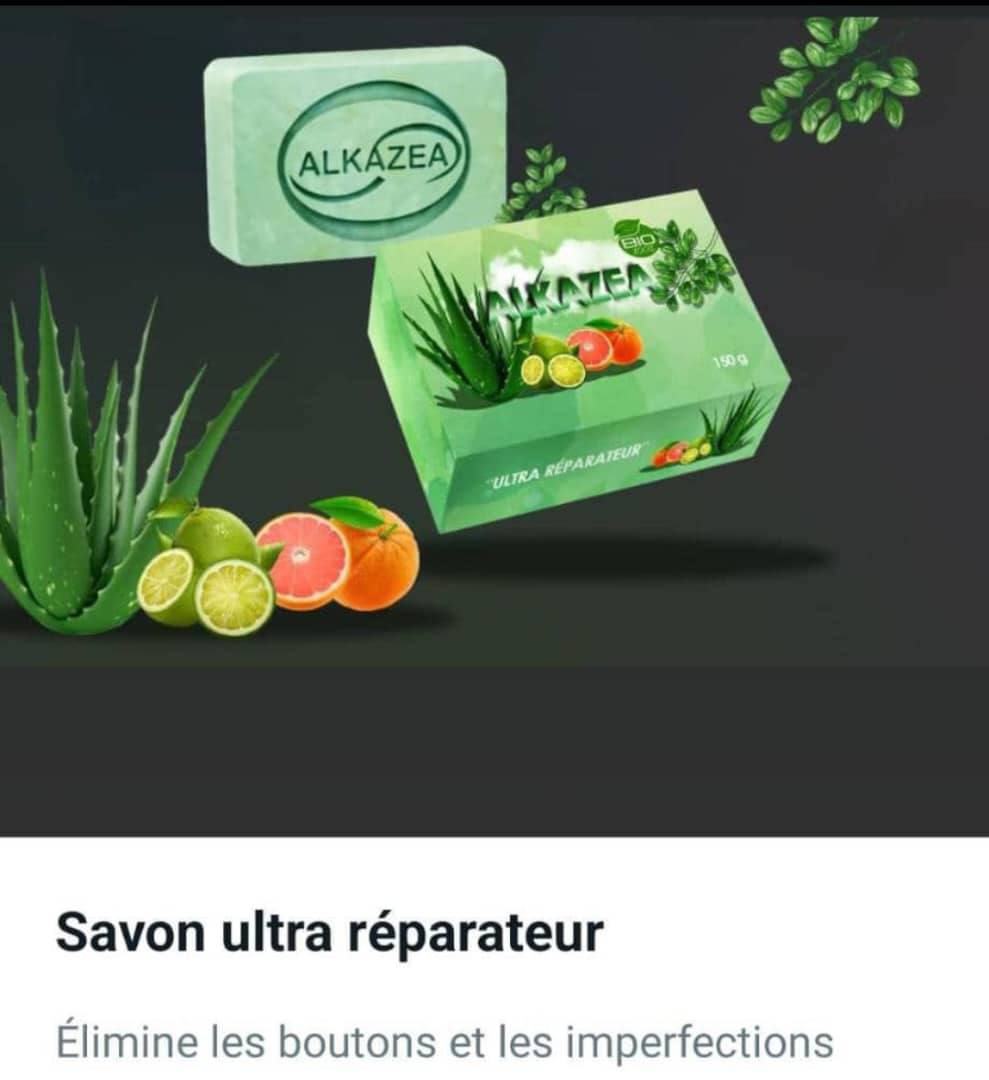 ALKAZEA
BIO
ALKAZEA
150 g
"ULTRA RÉPARATEUR"
Savon ultra réparateur
Élimine les boutons et les imperfections